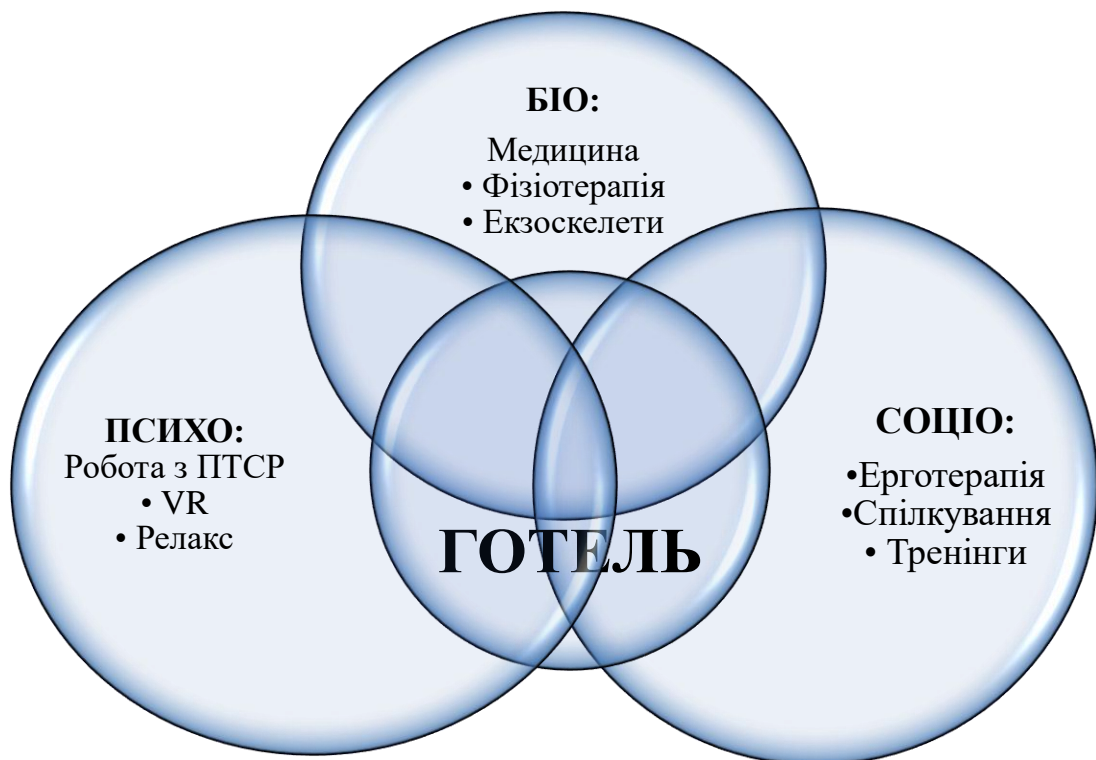 БІО:
Медицина
• Фізіотерапія
• Екзоскелети
ПСИХО:
Робота з ПТСР
• VR
• Релакс
СОЦІО:
•Ерготерапія
•Спілкування
• Тренінги
ГОТЕЛЬ